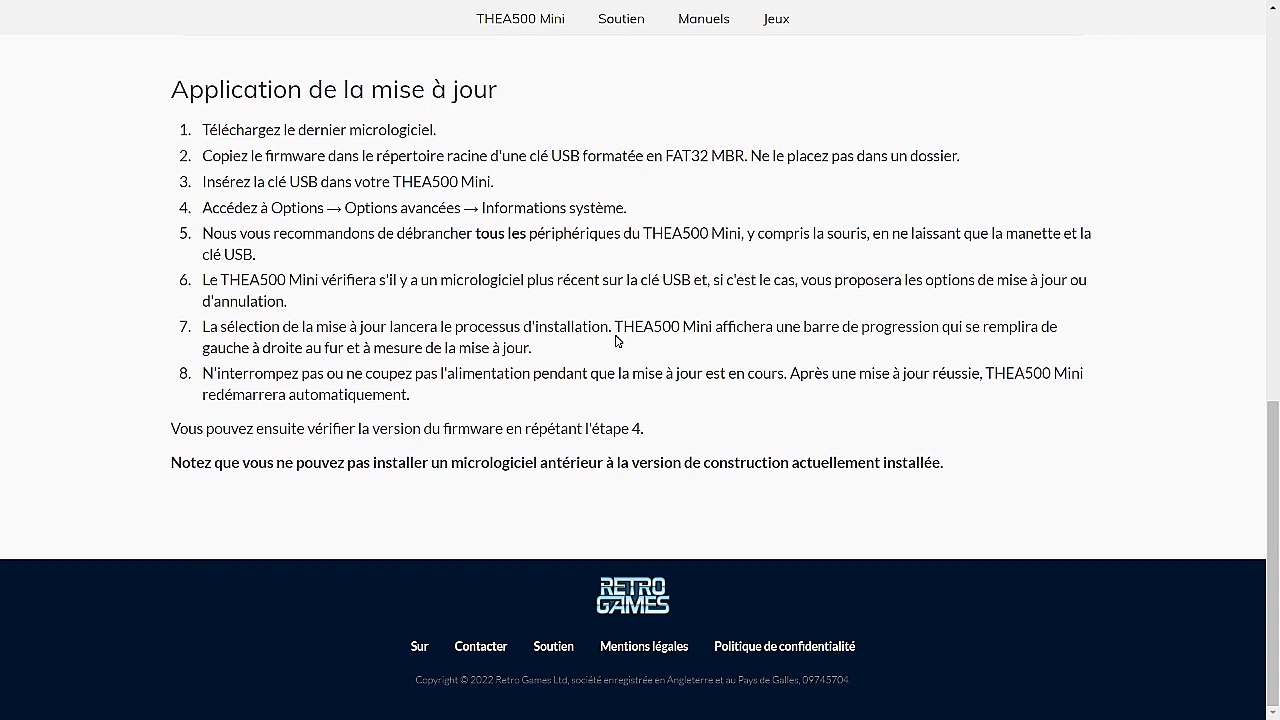 THEA500 Mini Soutien Manuels Jeux
Application de la mise à jour
1. Téléchargez le dernier micrologiciel.
2. Copiez le firmware dans le répertoire racine d'une clé USB formatée en FAT32 MBR. Ne le placez pas dans un dossier.
3. Insérez la clé USB dans votre THEA500 Mini.
4. Accédez à Options → Options avancées → Informations système.
5. Nous vous recommandons de débrancher tous les périphériques du THEA500 Mini, y compris la souris, en ne laissant que la manette et la
clé USB.
6. Le THEA500 Mini vérifiera s'il y a un micrologiciel plus récent sur la clé USB et, si c'est le cas, vous proposera les options de mise à jour ou
d'annulation.
7. La sélection de la mise à jour lancera le processus d'installation. THEA500 Mini affichera une barre de progression qui se remplira de
gauche à droite au fur et à mesure de la mise à jour.
8. N'interrompez pas ou ne coupez pas l'alimentation pendant que la mise à jour est en cours. Après une mise à jour réussie, THEA500 Mini
redémarrera automatiquement.
Vous pouvez ensuite vérifier la version du firmware en répétant l'étape 4.
Notez que vous ne pouvez pas installer un micrologiciel antérieur à la version de construction actuellement installée.
RETRO
GAMES
Sur Contacter Soutien Mentions légales Politique de confidentialité
Copyright © 2022 Retro Games Ltd, société enregistrée en Angleterre et au Pays de Galles, 09745704.